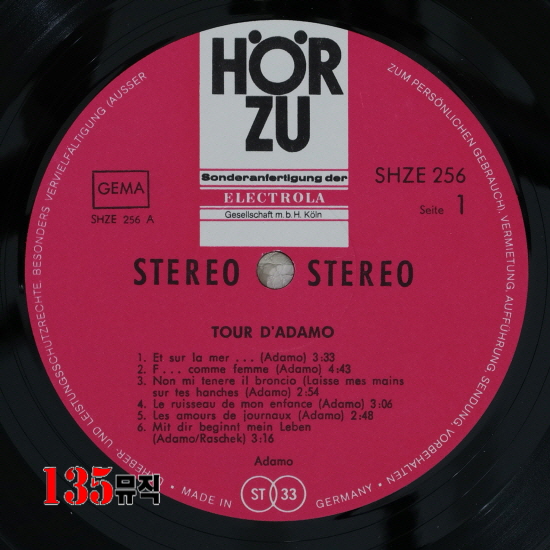 HÖR
ZU
Sonderanfertigung der
ELECTROLA
Gesellschaft m. b. H. Köln
GEMA
SHZE 256 A
SHZE 256
Seite 1
STEREO STEREO
TOUR D'ADAMO
1. Et sur la mer . . . (Adamo) 3:33
2. F . . . comme femme (Adamo) 4:43
3. Non mi tenere il broncio (Laisse mes mains
sur tes hanches (Adamo) 2:54
4. Le ruisseau de mon enfance (Adamo) 3:06
5. Les amours de journaux (Adamo) 2:48
6. Mit dir beginnt mein Leben
(Adamo/Raschek) 3:16
Adamo
ST 33
HEBER- UND LEISTUNGSSCHUTZRECHTE, BESONDERS VERVIELFÄLTIGUNG (AUSSER
ZUM PERSÖNLICHEN GEBRAUCH), VERMIETUNG, AUFFÜHRUNG, SENDUNG, VORBEHALTEN
• MADE IN GERMANY •
135뮤직